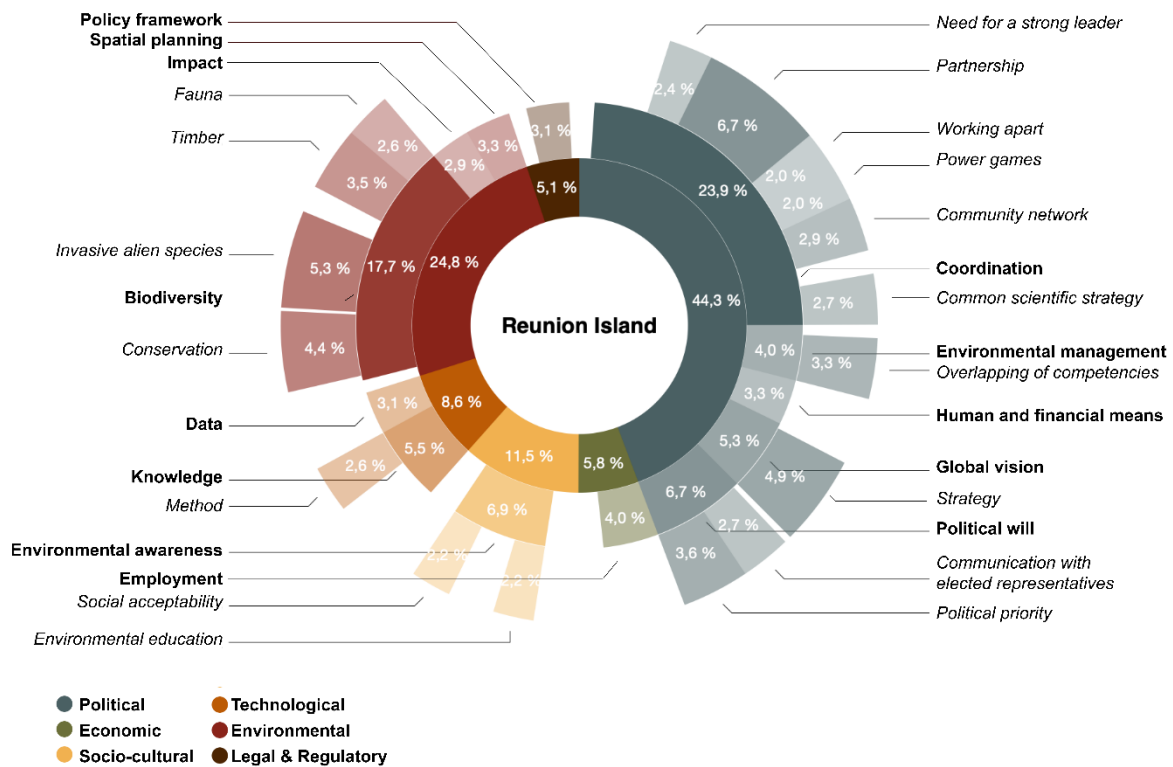 Policy framework
Spatial planning
Impact
Fauna
Timber
Invasive alien species
Biodiversity
Conservation
Data
Knowledge
Method
Environmental awareness
Employment
Social acceptability
Environmental education
Need for a strong leader
Partnership
Working apart
Power games
Community network
Coordination
Common scientific strategy
Environmental management
Overlapping of competencies
Human and financial means
Global vision
Strategy
Political will
Communication with
elected representatives
Political priority
2,4 %
6,7 %
2,0 %
2,0 %
2,9 %
2,7 %
3,3 %
4,9 %
2,7 %
3,6 %
23,9 %
4,0 %
3,3 %
5,3 %
6,7 %
44,3 %
5,8 %
4,0 %
11,5 %
6,9 %
2,2 %
2,2 %
8,6 %
3,1 %
5,5 %
2,6 %
24,8 %
17,7 %
4,4 %
5,3 %
3,5 %
2,6 %
2,9 %
3,3 %
5,1 %
3,1 %
Reunion Island
Political
Economic
Socio-cultural
Technological
Environmental
Legal & Regulatory